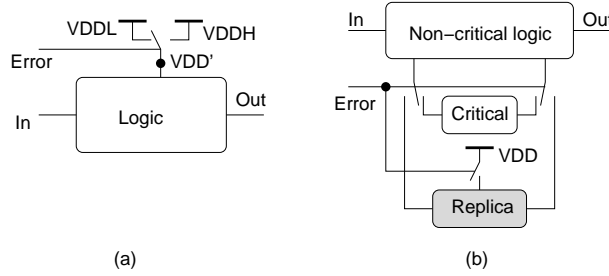 VDDL
VDDH
Error
VDD'
In
Out
Logic
(a)
In
Out
Non-critical logic
Error
Critical
VDD
Replica
(b)